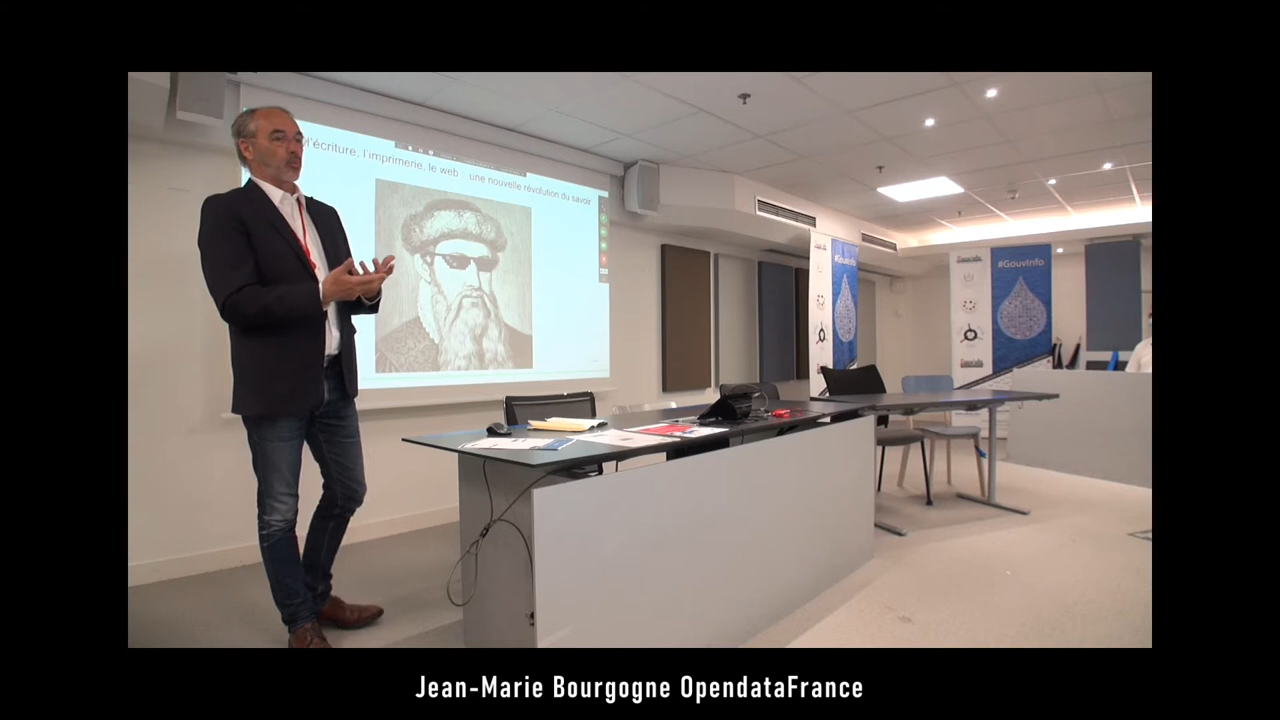 l'écriture, l'imprimerie, le web : une nouvelle révolution du savoir
#GouvInfo
#GouvInfo
Jean-Marie Bourgogne OpendataFrance